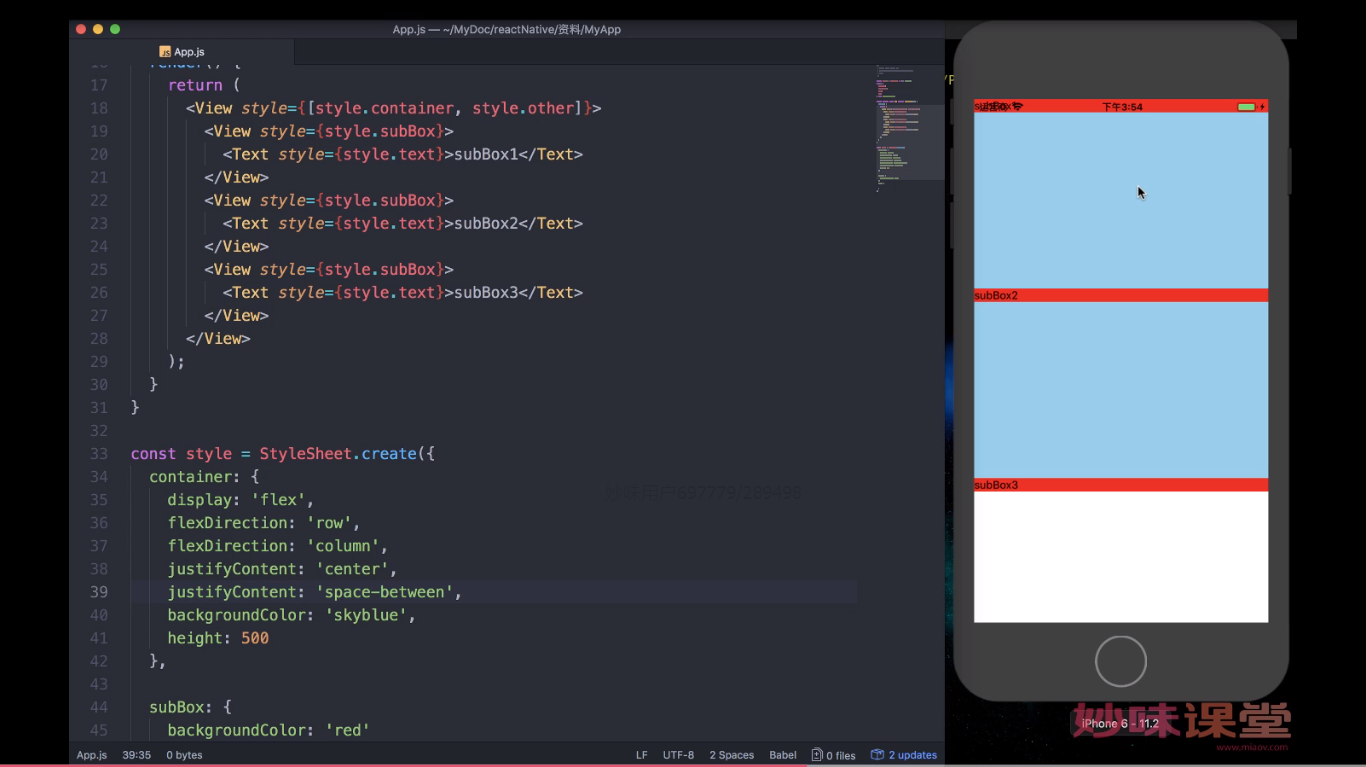 App.js — ~/MyDoc/reactNative/资料/MyApp
App.js
16 render() {
17 return (
18 <View style={[style.container, style.other]}>
19 <View style={style.subBox}>
20 <Text style={style.text}>subBox1</Text>
21 </View>
22 <View style={style.subBox}>
23 <Text style={style.text}>subBox2</Text>
24 </View>
25 <View style={style.subBox}>
26 <Text style={style.text}>subBox3</Text>
27 </View>
28 </View>
29 );
30 }
31 }
32
33 const style = StyleSheet.create({
34 container: {
35 display: 'flex',
36 flexDirection: 'row',
37 flexDirection: 'column',
38 justifyContent: 'center',
39 justifyContent: 'space-between',
40 backgroundColor: 'skyblue',
41 height: 500
42 },
43
44 subBox: {
45 backgroundColor: 'red'
App.js 39:35 0 bytes LF UTF-8 2 Spaces Babel 0 files 2 updates
下午3:54
subBox2
subBox3
iPhone 6 - 11.2
妙味课堂
www.miaov.com